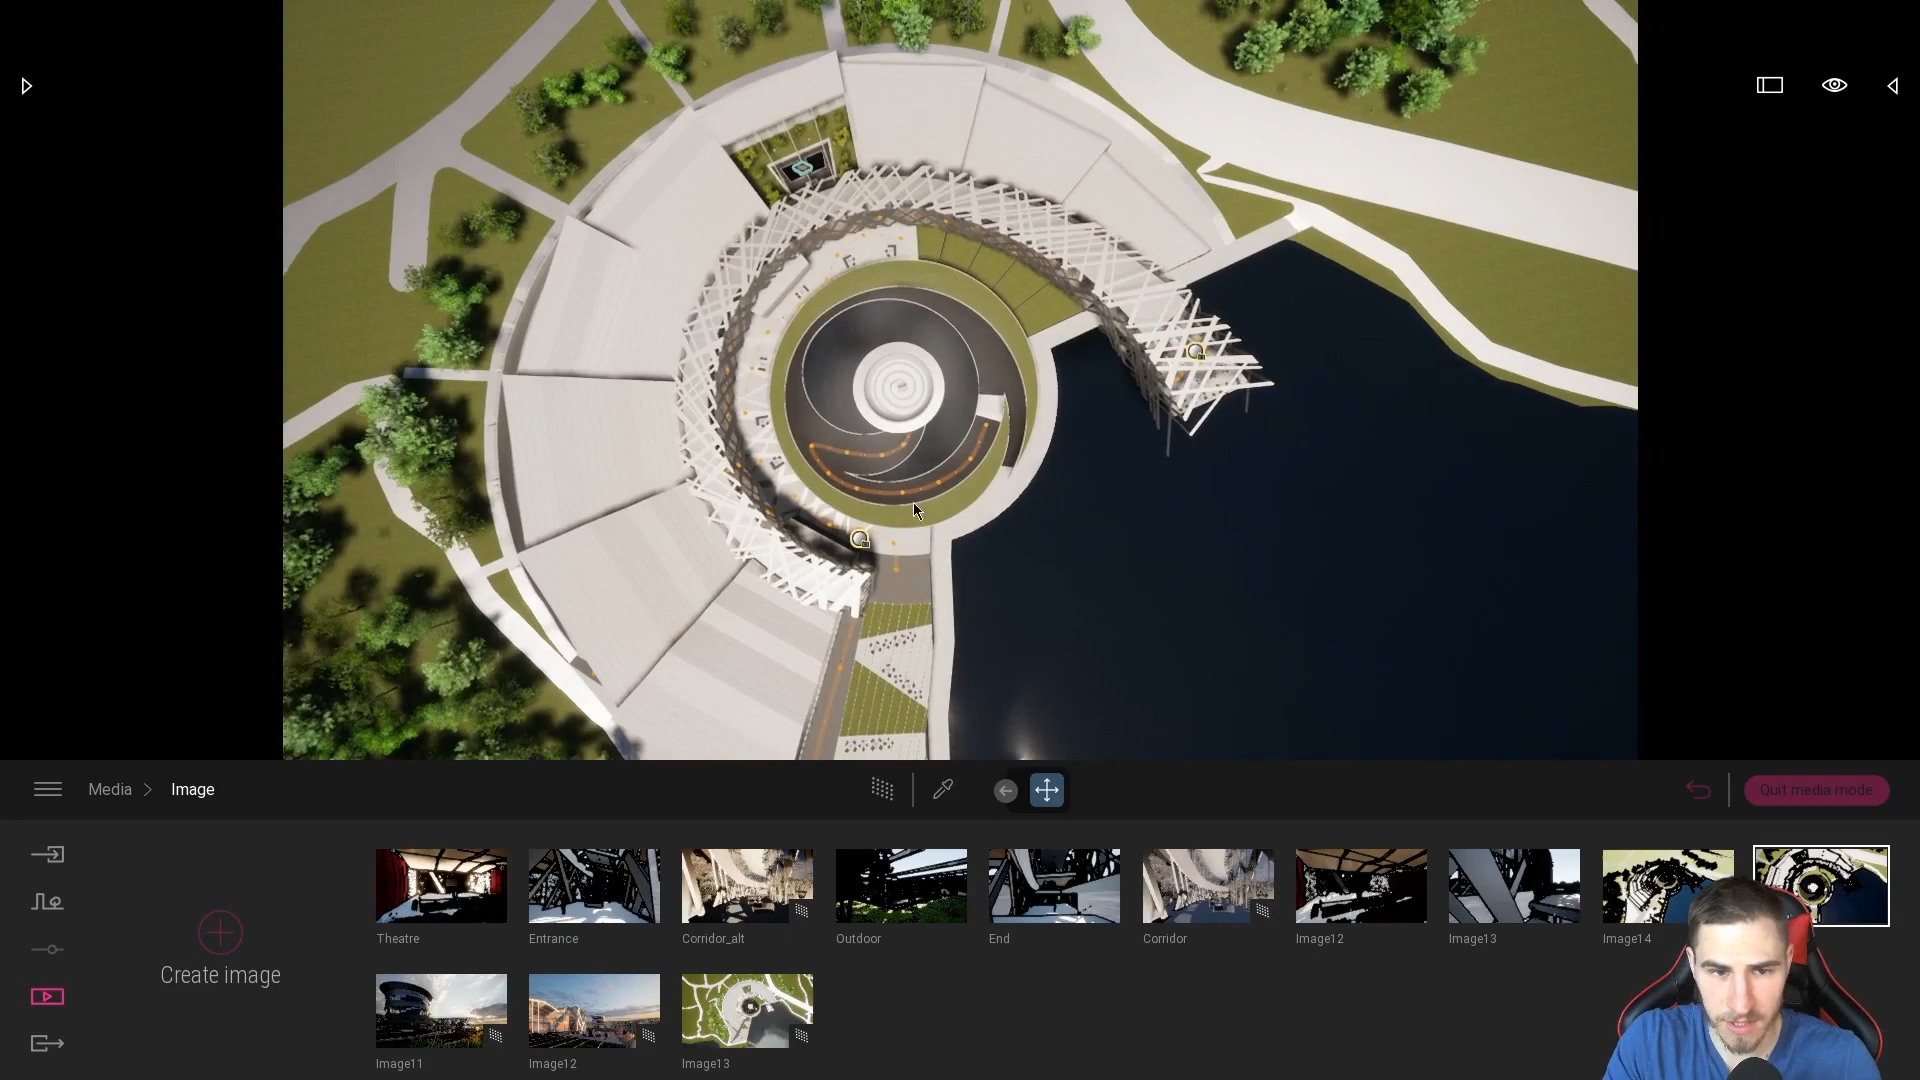 Media
Image
Quit media mode
Create image
Theatre
Entrance
Corridor_alt
Outdoor
End
Corridor
Image12
Image13
Image14
Image11
Image12
Image13